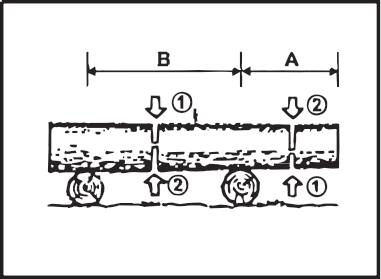 B A
① ②
② ①